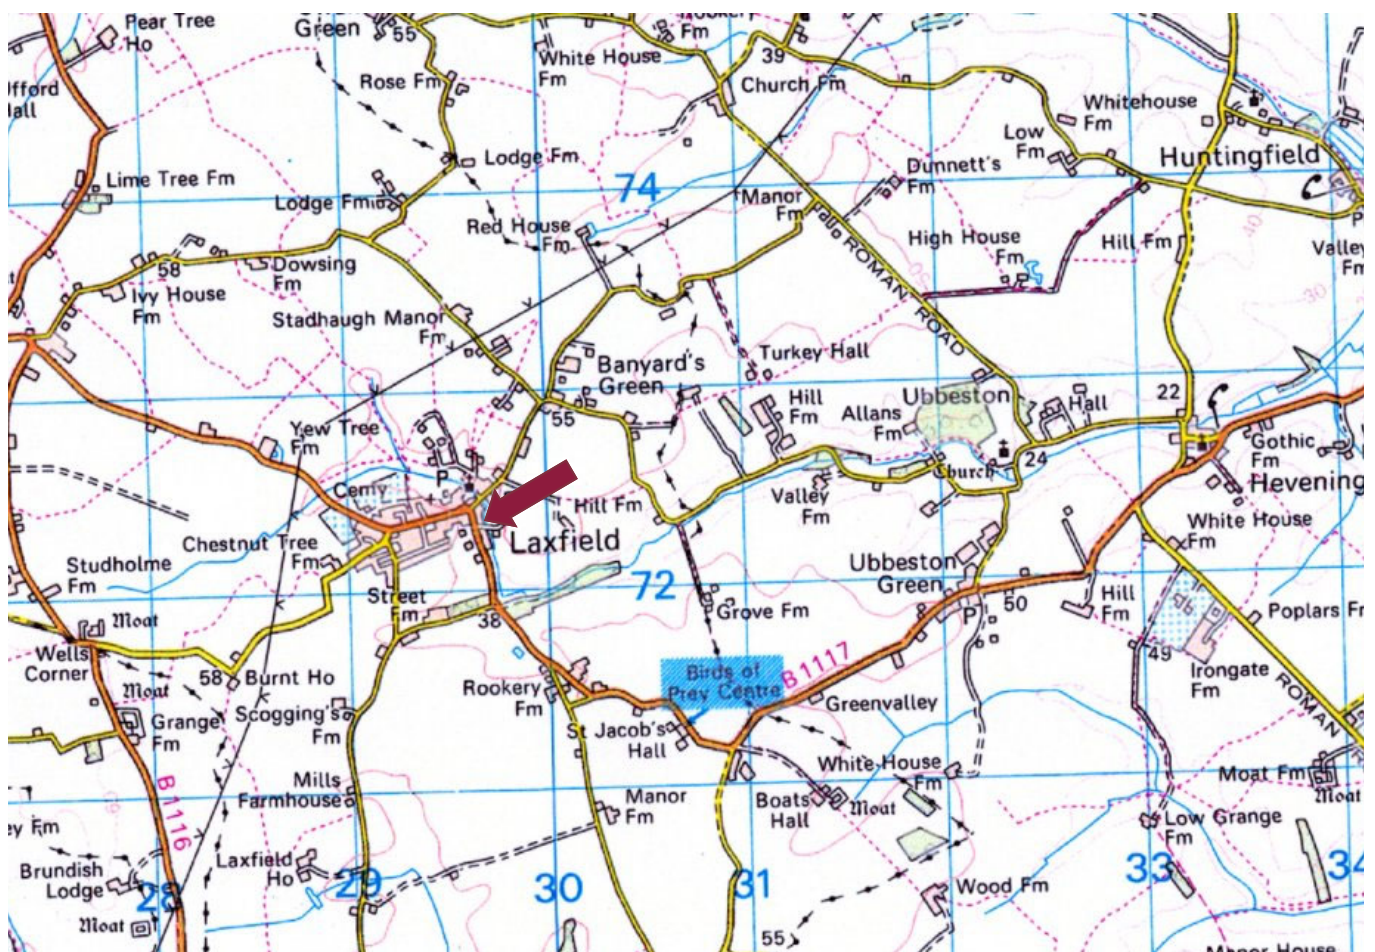 Pear Tree
Ho
Green
55
Rose Fm
White House
Fm
Fm
39
Church Fm
Whitehouse
Fm
Low
Fm
Huntingfield
Lime Tree Fm
Lodge Fm
Lodge Fm
74
Manor
Fm
Dunnett's
Fm
Red House
Fm
High House
Fm
Hill Fm
Valley
Fm
40
30
58
Dowsing
Fm
Ivy House
Fm
ROMAN ROAD
50
Stadhaugh Manor
Fm
Banyard's
Green
55
Turkey Hall
Hill
Fm
Allans
Fm
Ubbeston
Hall
22
Yew Tree
Fm
P
Church
24
Gothic
Fm
Hevening
Cemy
Hill Fm
Laxfield
Valley
Fm
White House
Fm
Chestnut Tree
Fm
Studholme
Fm
Ubbeston
Green
72
Street
Fm
38
Grove Fm
P
50
Hill
Fm
Poplars
Moat
Wells
Corner
Moat
58
Burnt Ho
Birds of
Prey Centre
B1117
49
Irongate
Fm
ROMAN
Rookery
Fm
Greenvalley
Grange
Fm
Scogging's
Fm
St Jacob's
Hall
White House
Fm
Moat Fm
Moat
B1116
Mills
Farmhouse
Manor
Fm
Boats
Hall
Moat
Low Grange
Fm
Brundish
Lodge
Laxfield
Ho
28
29
30
31
33
34
Wood Fm
Moat
55
Manor House